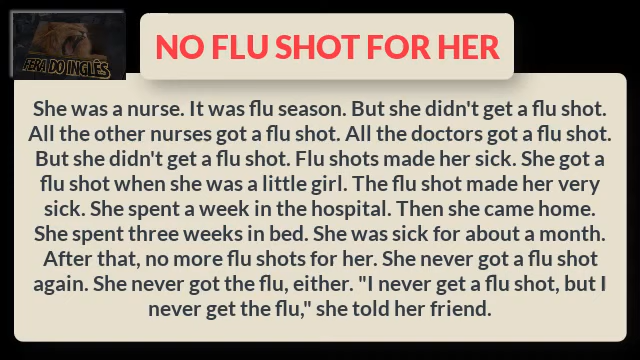 FERA DO INGLÊS
NO FLU SHOT FOR HER
She was a nurse. It was flu season. But she didn't get a flu shot.
All the other nurses got a flu shot. All the doctors got a flu shot.
But she didn't get a flu shot. Flu shots made her sick. She got a
flu shot when she was a little girl. The flu shot made her very
sick. She spent a week in the hospital. Then she came home.
She spent three weeks in bed. She was sick for about a month.
After that, no more flu shots for her. She never got a flu shot
again. She never got the flu, either. "I never get a flu shot, but I
never get the flu," she told her friend.